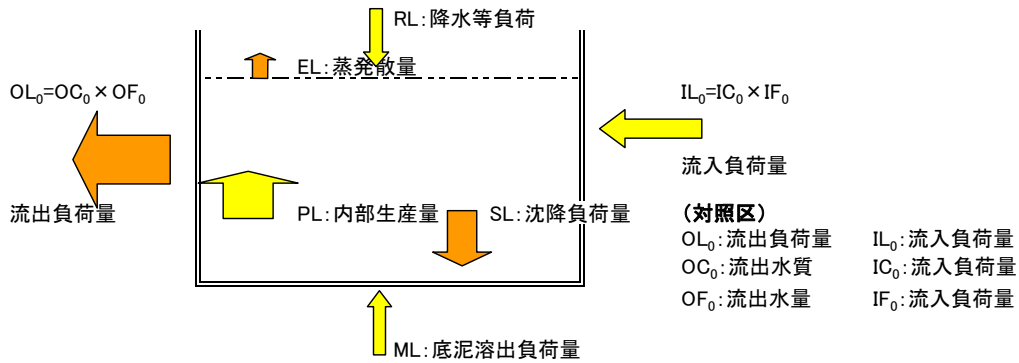 RL:降水等負荷
EL:蒸発散量
OL₀=OC₀×OF₀
IL₀=IC₀×IF₀
流入負荷量
流出負荷量
PL:内部生産量
SL:沈降負荷量
(対照区)
OL₀:流出負荷量 IL₀:流入負荷量
OC₀:流出水質 IC₀:流入負荷量
OF₀:流出水量 IF₀:流入負荷量
ML:底泥溶出負荷量